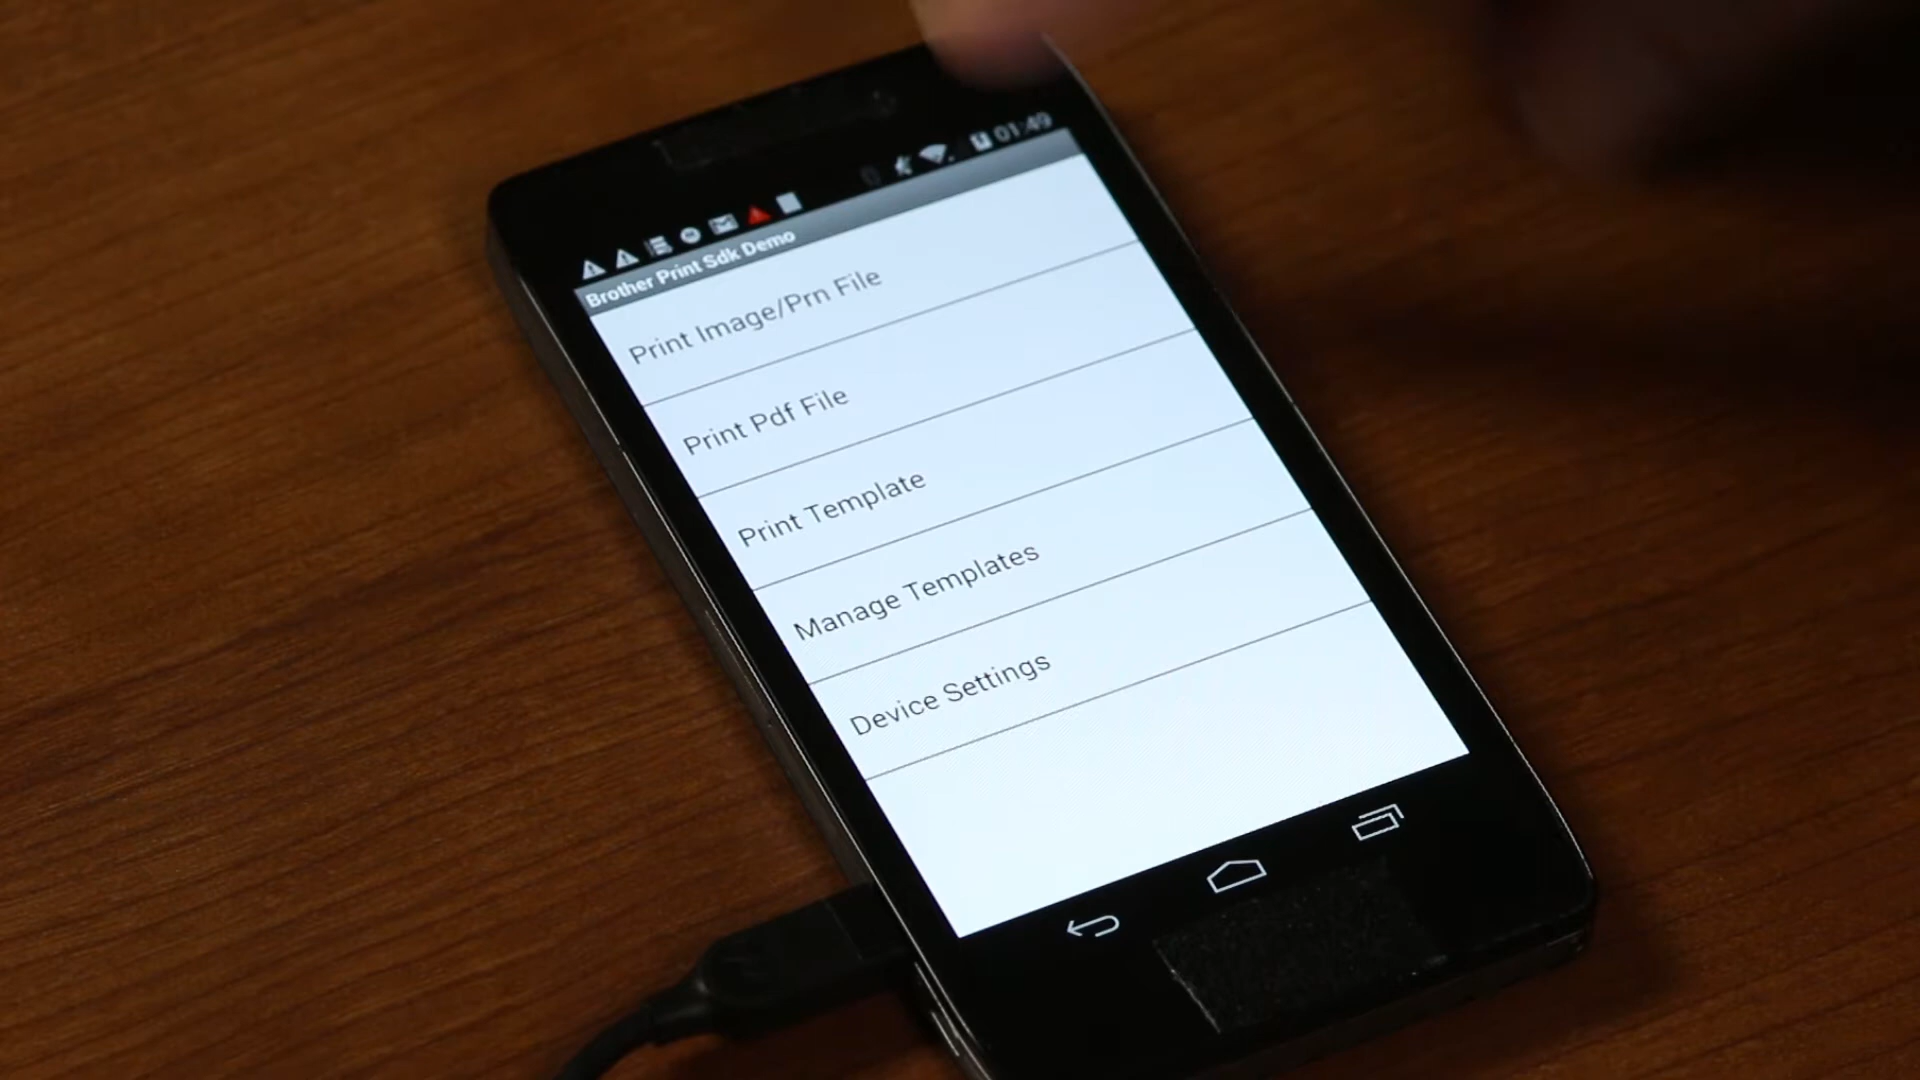 01:49
Brother Print Sdk Demo
Print Image/Prn File
Print Pdf File
Print Template
Manage Templates
Device Settings